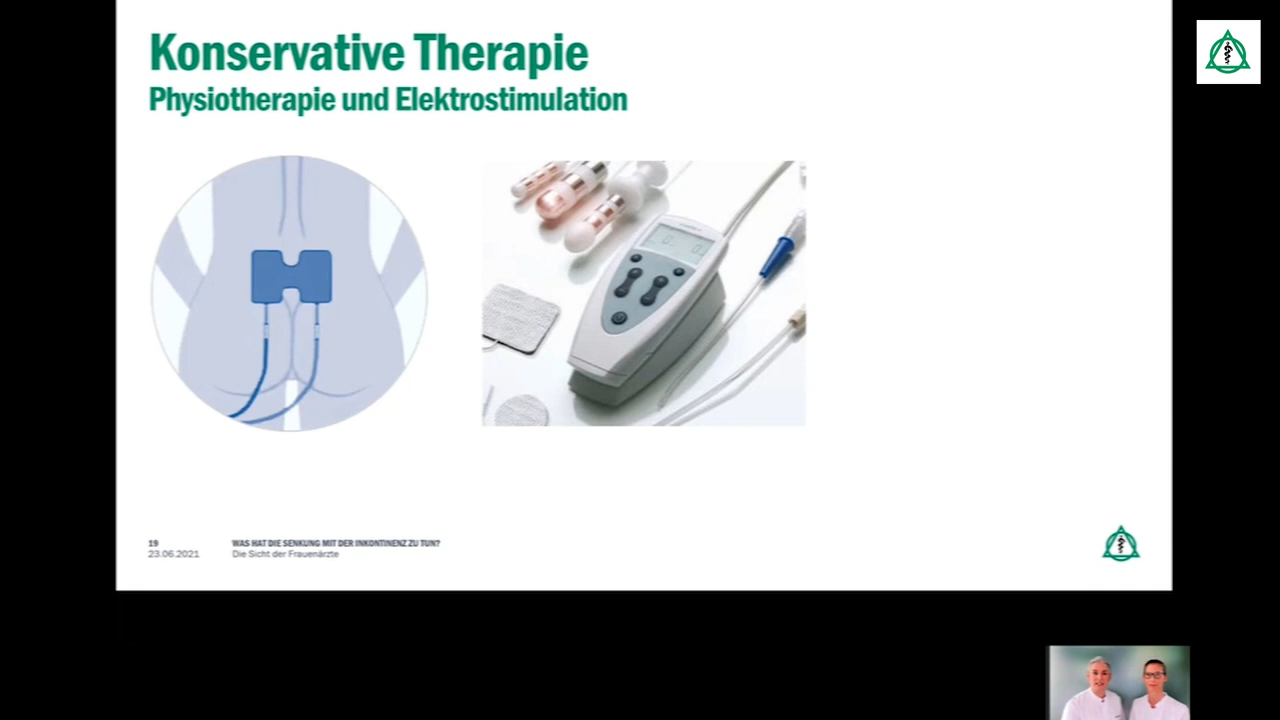 Konservative Therapie
Physiotherapie und Elektrostimulation
19
WAS HAT DIE SENKUNG MIT DER INKONTINENZ ZU TUN?
23.06.2021
Die Sicht der Frauenärzte